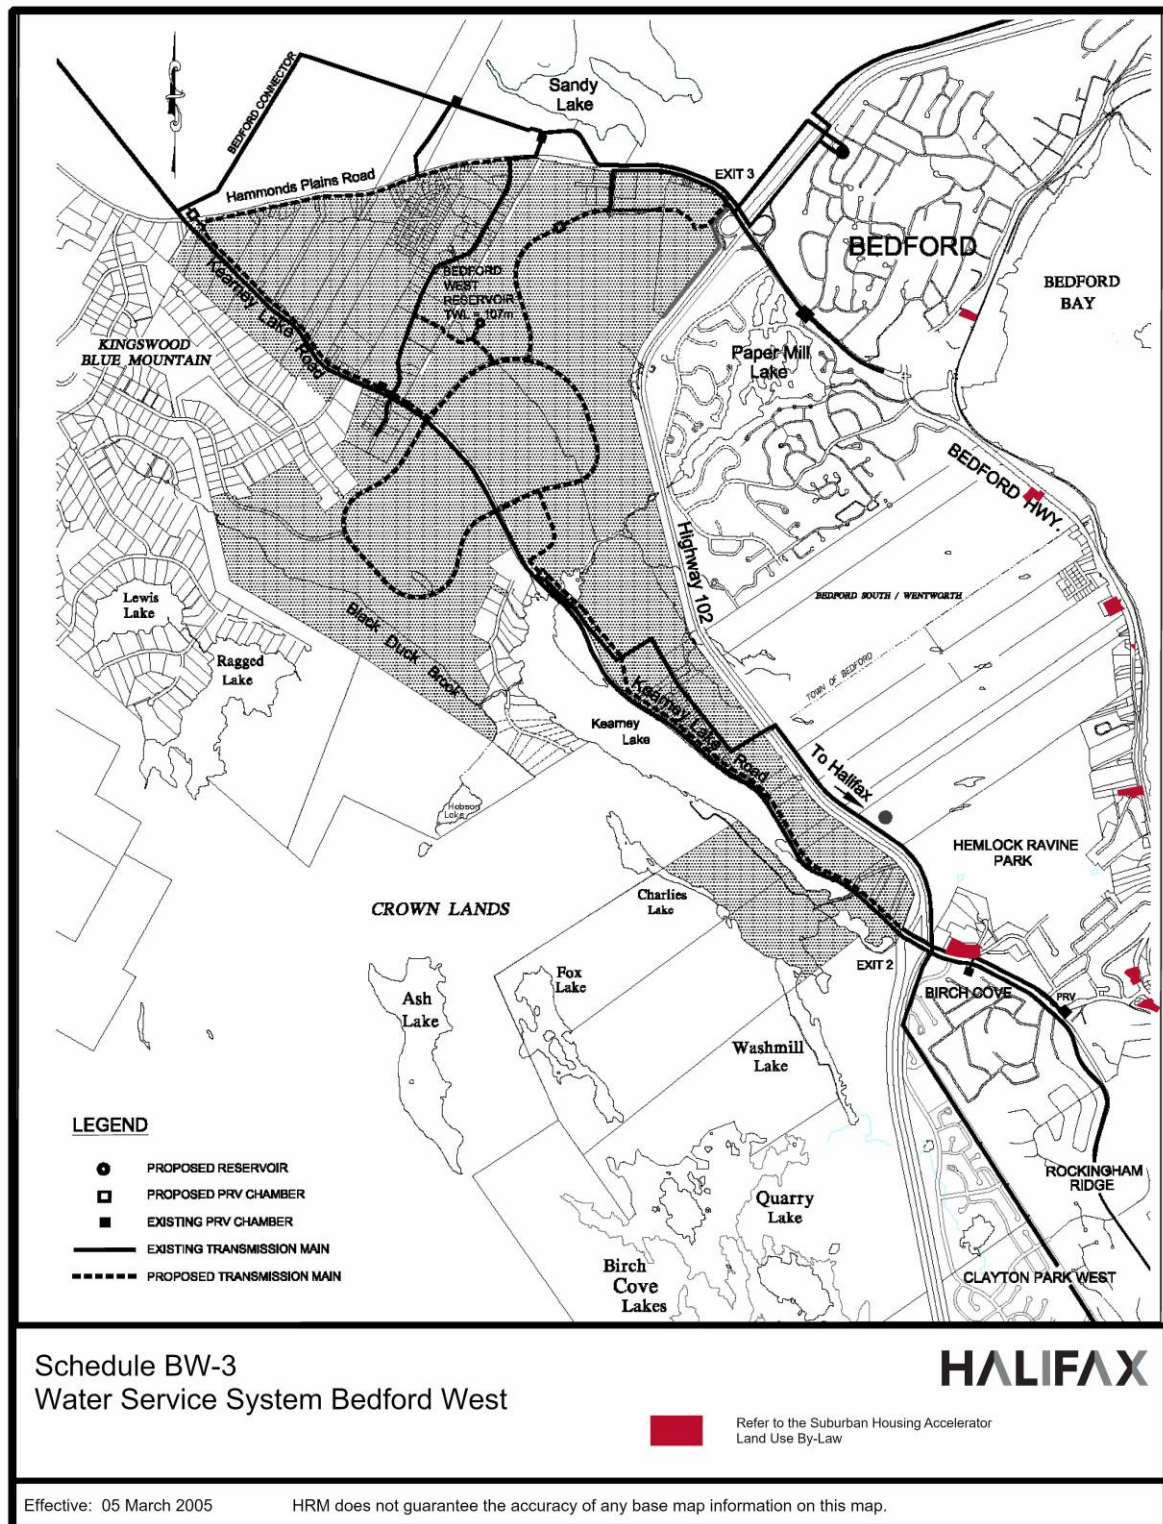 Sandy
Lake
BEDFORD CONNECTOR
EXIT 3
Hammonds Plains Road
BEDFORD
BEDFORD
BAY
BEDFORD
WEST
RESERVOIR
TWL = 107m
Kearney Lake Road
KINGSWOOD
BLUE MOUNTAIN
Paper Mill
Lake
BEDFORD HWY.
Highway 102
BEDFORD SOUTH / WENTWORTH
Lewis
Lake
Black Duck Brook
Ragged
Lake
TOWN OF BEDFORD
Kearney Lake Road
Kearney
Lake
To Halifax
Hobson
Lake
HEMLOCK RAVINE
PARK
Charlies
Lake
CROWN LANDS
EXIT 2
Fox
Lake
BIRCH COVE
PRV
Ash
Lake
Washmill
Lake
LEGEND
PROPOSED RESERVOIR
PROPOSED PRV CHAMBER
EXISTING PRV CHAMBER
EXISTING TRANSMISSION MAIN
PROPOSED TRANSMISSION MAIN
ROCKINGHAM
RIDGE
Quarry
Lake
Birch
Cove
Lakes
CLAYTON PARK WEST
Schedule BW-3
Water Service System Bedford West
HALIFAX
Refer to the Suburban Housing Accelerator
Land Use By-Law
Effective: 05 March 2005
HRM does not guarantee the accuracy of any base map information on this map.